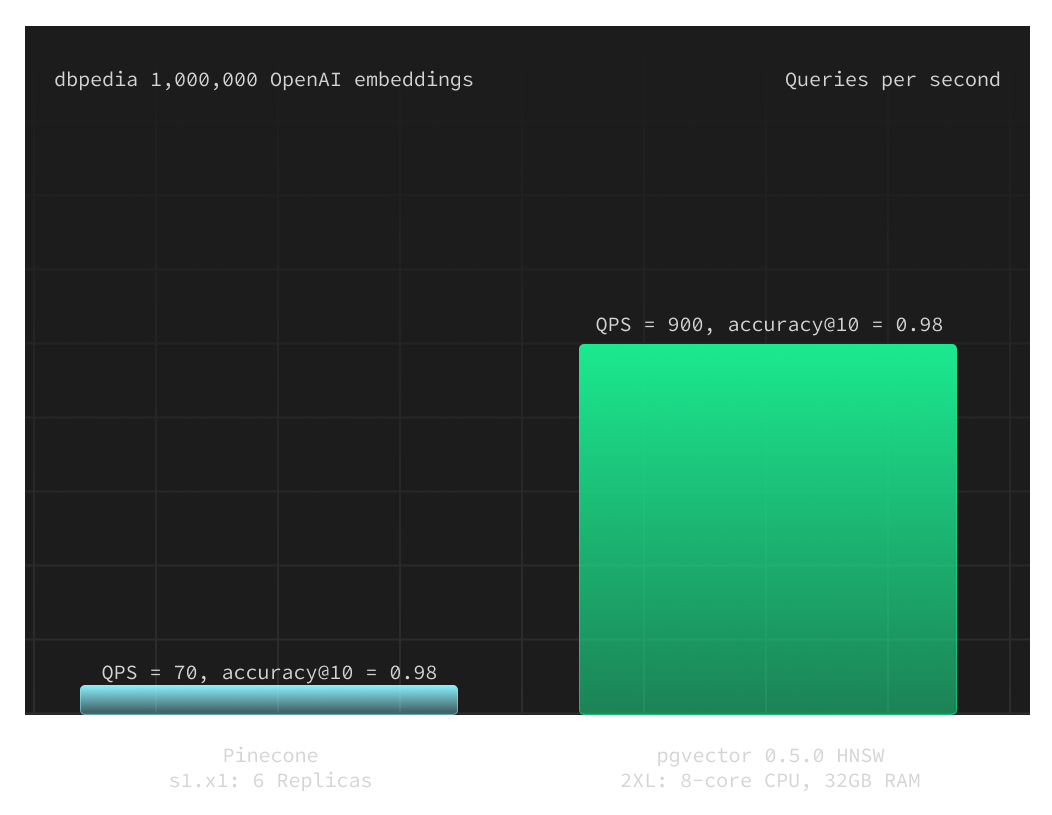 dbpedia 1,000,000 OpenAI embeddings
Queries per second
QPS = 900, accuracy@10 = 0.98
QPS = 70, accuracy@10 = 0.98
Pinecone
s1.x1: 6 Replicas
pgvector 0.5.0 HNSW
2XL: 8-core CPU, 32GB RAM